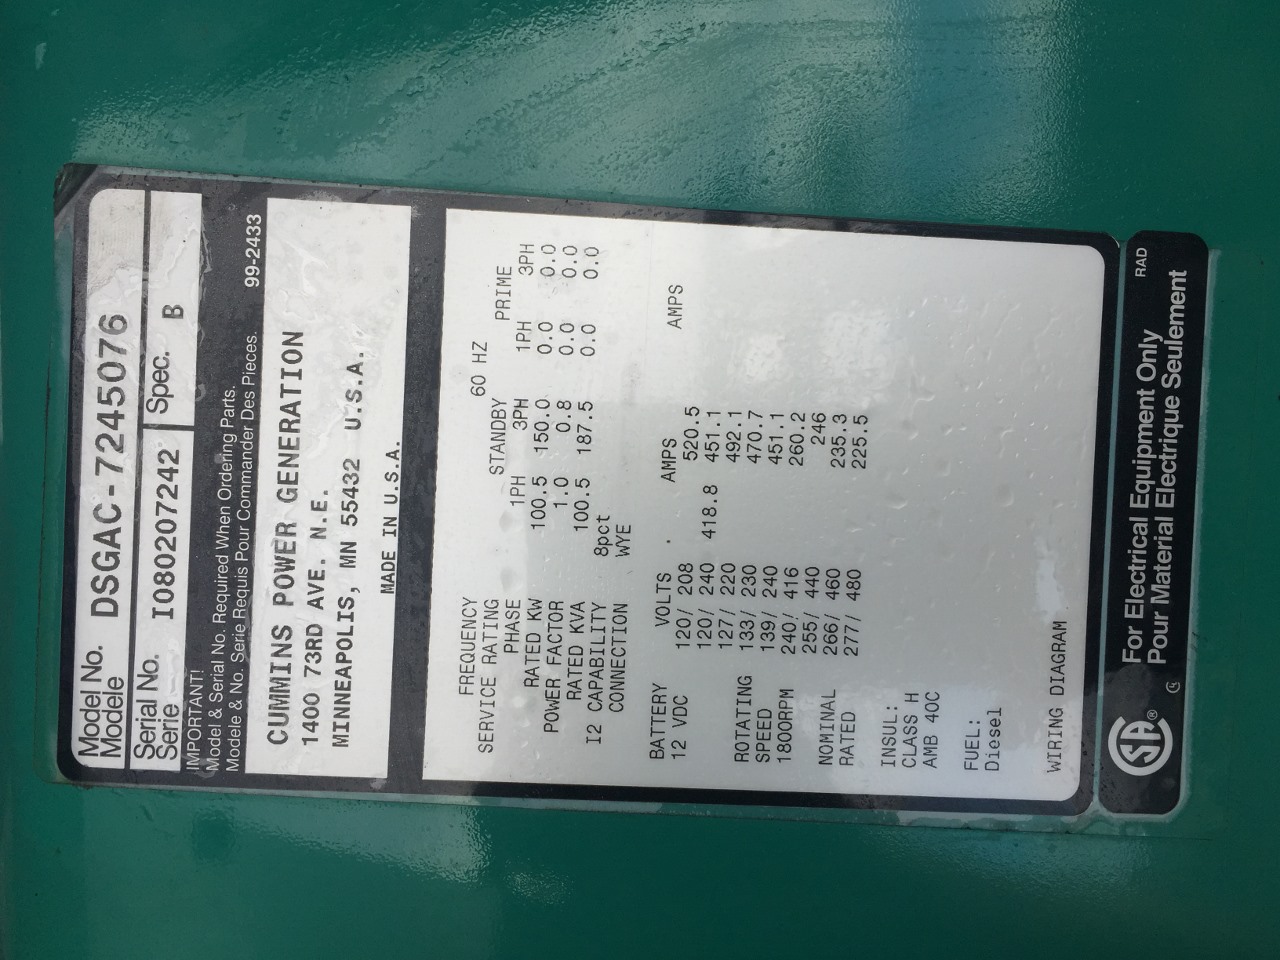 Model No. DSGAC-7245076
Modele
Serial No. I080207242 Spec. B
Serie
IMPORTANT!
Model & Serial No. Required When Ordering Parts.
Modele & No. Serie Requis Pour Commander Des Pieces. 99-2433
CUMMINS POWER GENERATION
1400 73RD AVE. N.E.
MINNEAPOLIS, MN 55432 U.S.A.
MADE IN U.S.A.
FREQUENCY 60 HZ
SERVICE RATING STANDBY PRIME
PHASE 1PH 3PH 1PH 3PH
RATED KW 100.5 150.0 0.0 0.0
POWER FACTOR 1.0 0.8 0.0 0.0
RATED KVA 100.5 187.5 0.0 0.0
I2 CAPABILITY 8pct
CONNECTION WYE
BATTERY VOLTS AMPS AMPS
12 VDC 120/ 208 520.5
120/ 240 418.8 451.1
127/ 220 492.1
ROTATING 133/ 230 470.7
SPEED 139/ 240 451.1
1800RPM 240/ 416 260.2
255/ 440 246
NOMINAL 266/ 460 235.3
RATED 277/ 480 225.5
INSUL:
CLASS H
AMB 40C
FUEL:
Diesel
WIRING DIAGRAM
SA ® For Electrical Equipment Only RAD
Pour Material Electrique Seulement